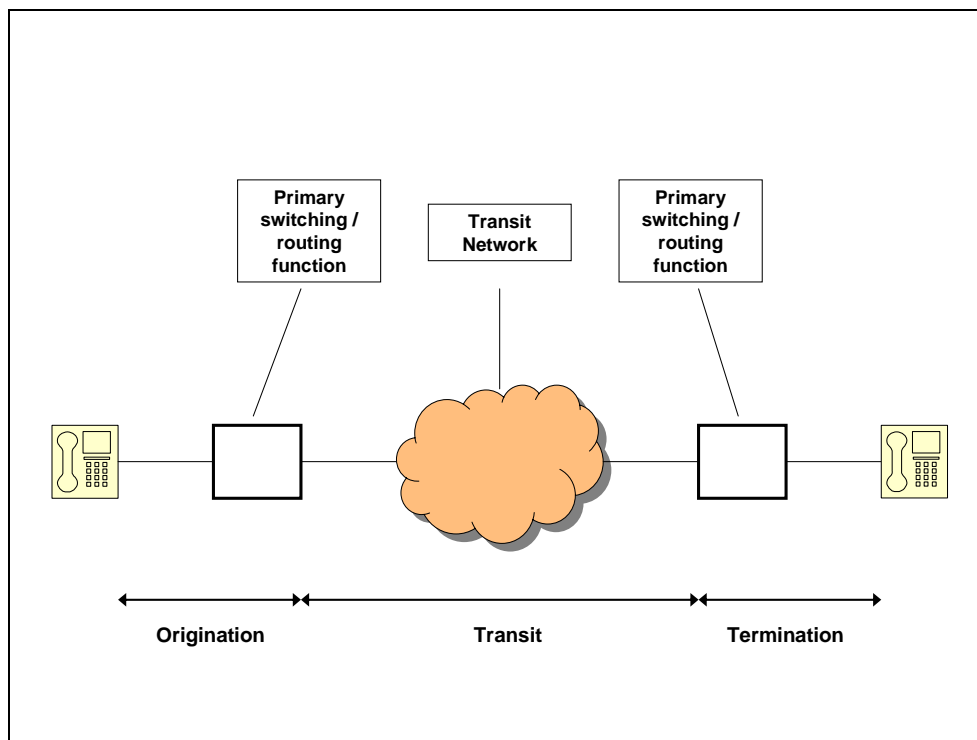 Primary
switching /
routing
function
Transit
Network
Primary
switching /
routing
function
Origination
Transit
Termination